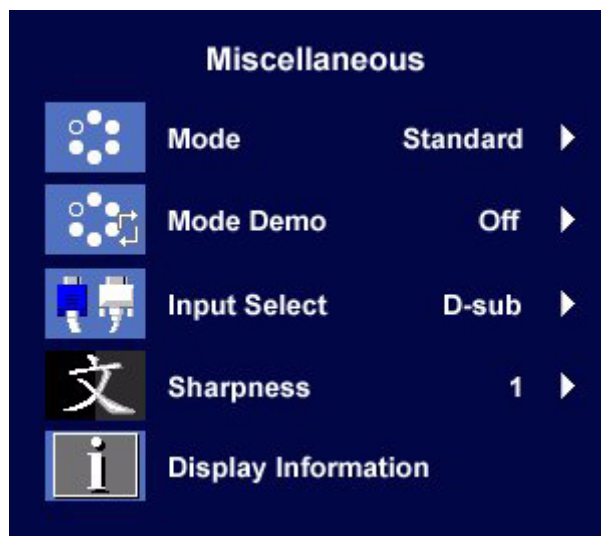 Miscellaneous
Mode Standard
Mode Demo Off
Input Select D-sub
文 Sharpness 1
i Display Information